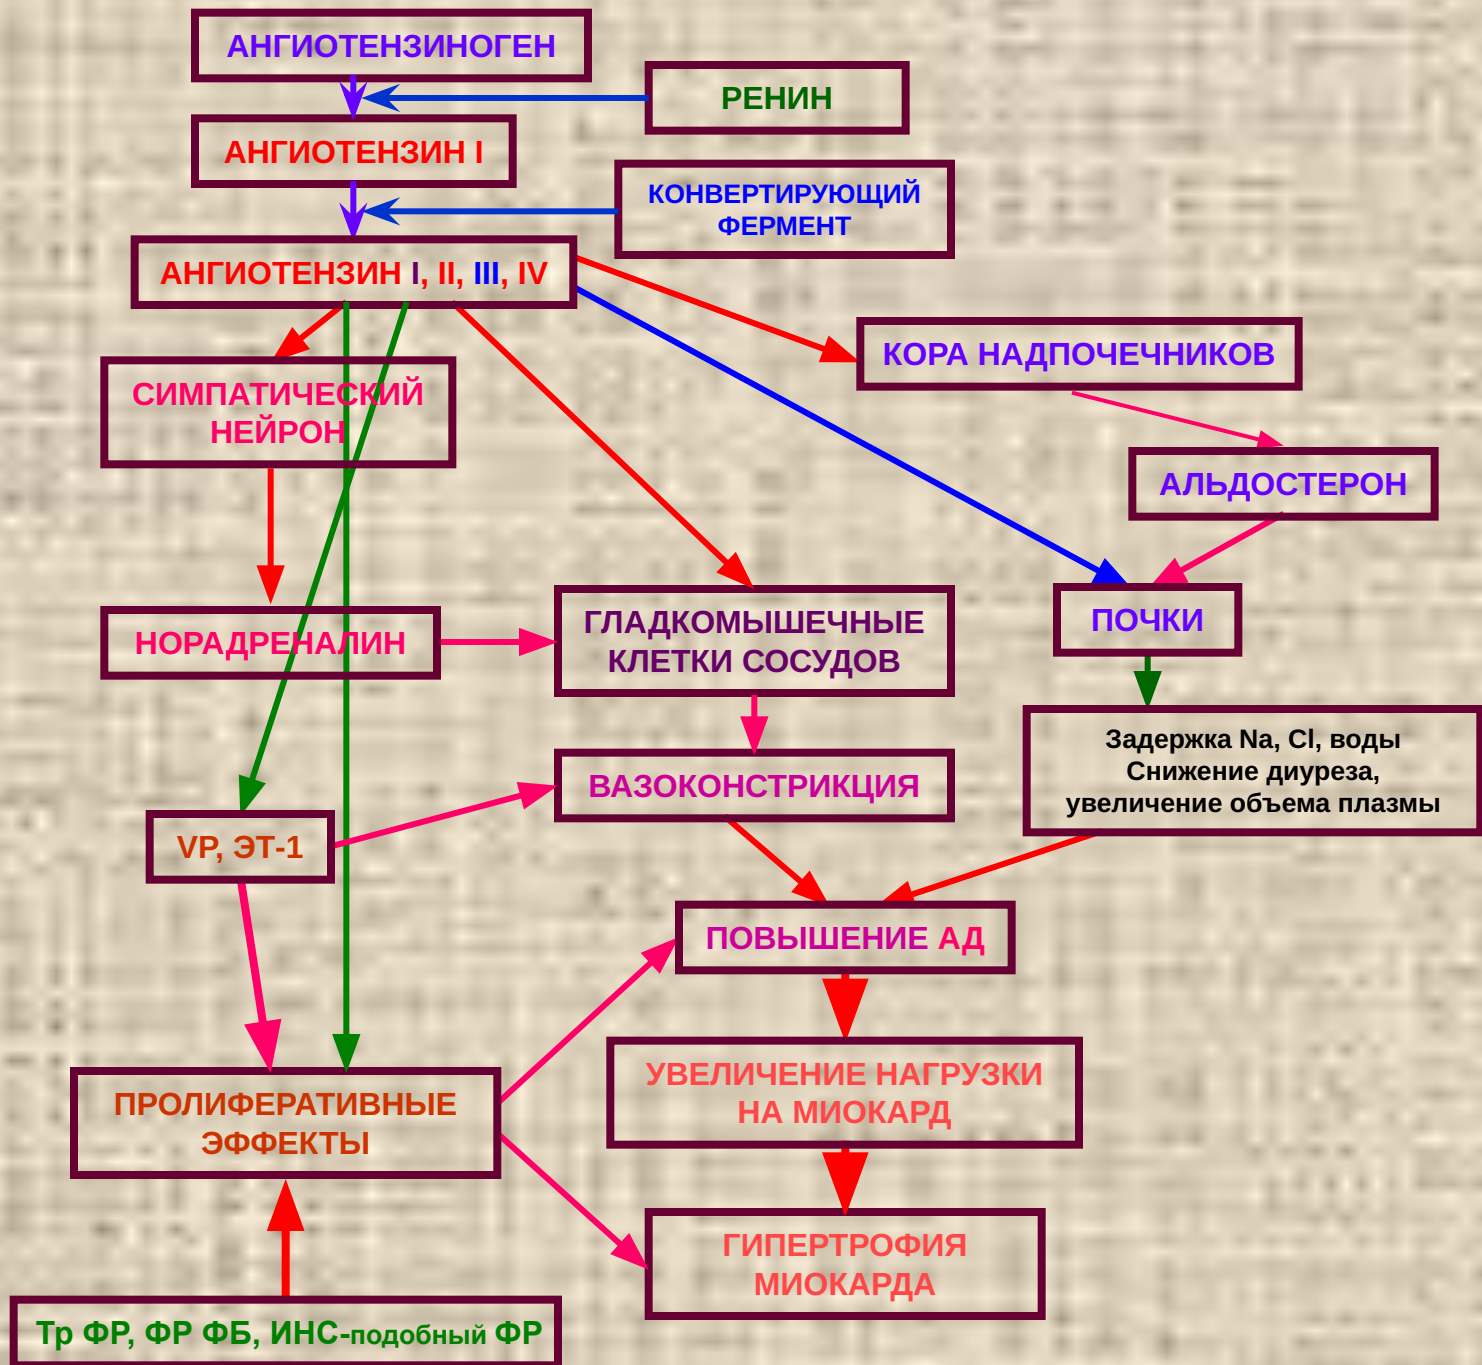 АНГИОТЕНЗИНОГЕН
РЕНИН
АНГИОТЕНЗИН I
КОНВЕРТИРУЮЩИЙ
ФЕРМЕНТ
АНГИОТЕНЗИН I, II, III, IV
КОРА НАДПОЧЕЧНИКОВ
СИМПАТИЧЕСКИЙ
НЕЙРОН
АЛЬДОСТЕРОН
НОРАДРЕНАЛИН
ГЛАДКОМЫШЕЧНЫЕ
КЛЕТКИ СОСУДОВ
ПОЧКИ
ВАЗОКОНСТРИКЦИЯ
Задержка Na, Cl, воды
Снижение диуреза,
увеличение объема плазмы
VP, ЭТ-1
ПОВЫШЕНИЕ АД
УВЕЛИЧЕНИЕ НАГРУЗКИ
НА МИОКАРД
ПРОЛИФЕРАТИВНЫЕ
ЭФФЕКТЫ
ГИПЕРТРОФИЯ
МИОКАРДА
Тр ФР, ФР ФБ, ИНС-подобный ФР